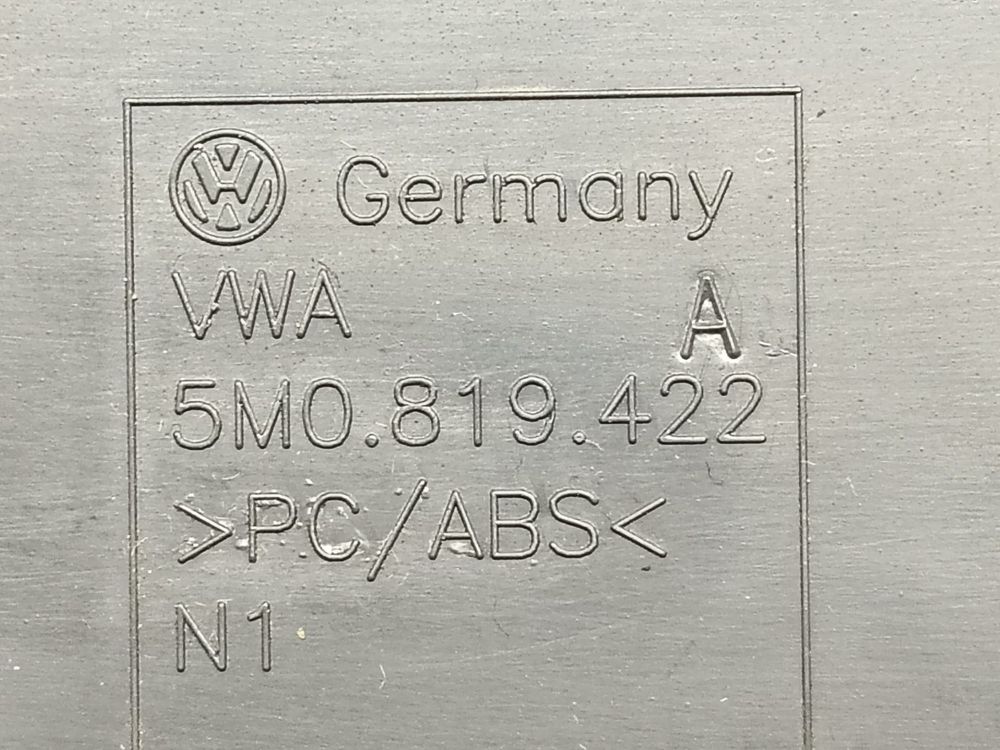 Germany
VWA A
5M0.819.422
>PC/ABS<
N1